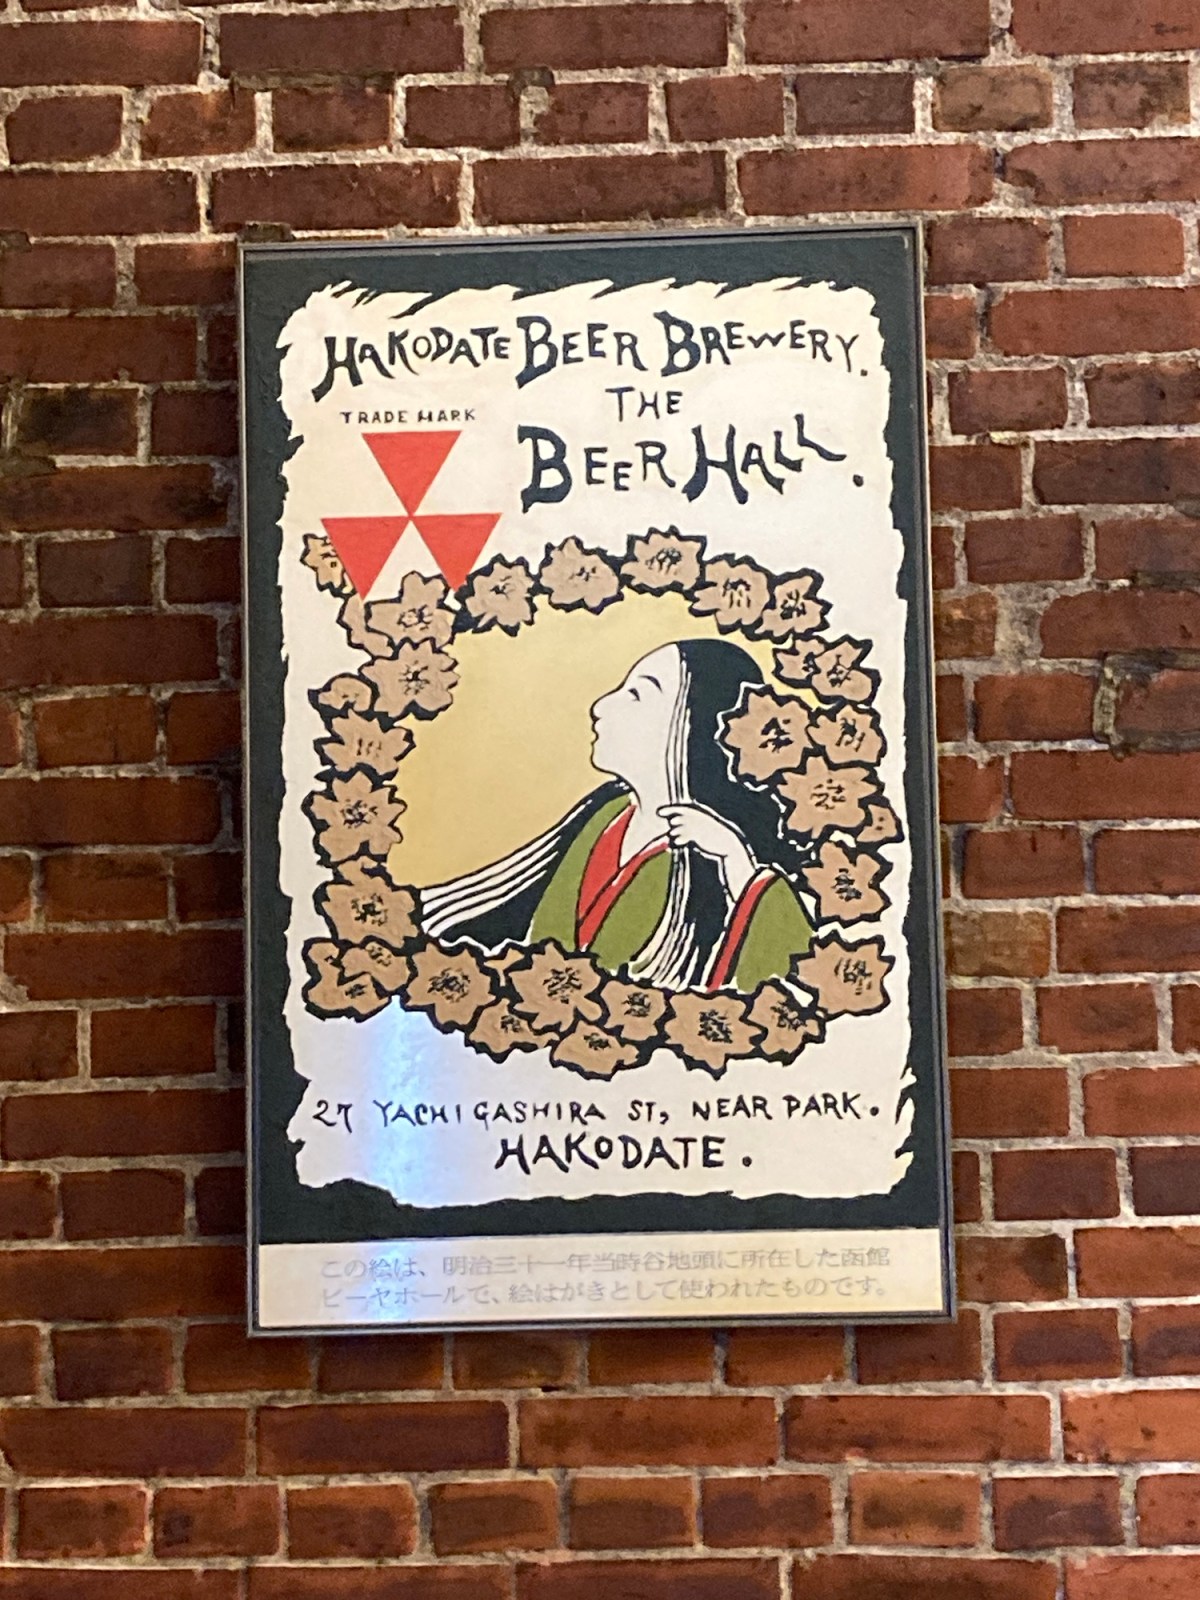 HAKODATE BEER BREWERY.
THE
TRADE MARK
BEER HALL.
27 YACHIGASHIRA ST, NEAR PARK.
HAKODATE.
この絵は、明治三十一年当時谷地頭に所在した函館
ビーヤホールで、絵はがきとして使われたものです。